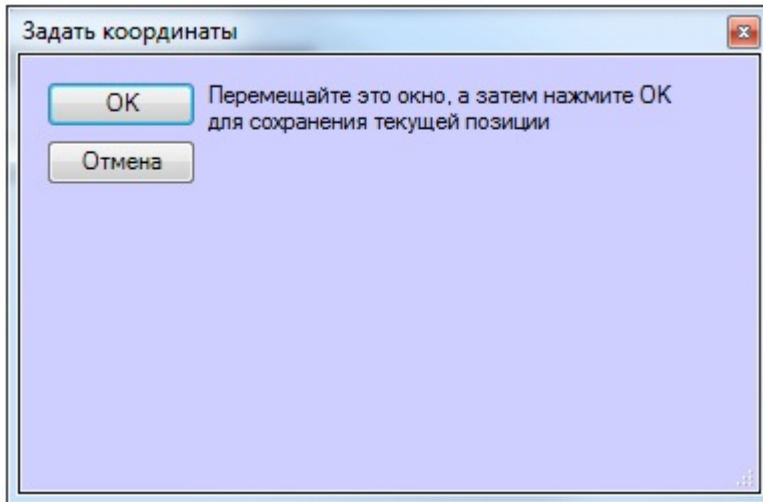 Задать координаты
OK
Перемещайте это окно, а затем нажмите OK
для сохранения текущей позиции
Отмена